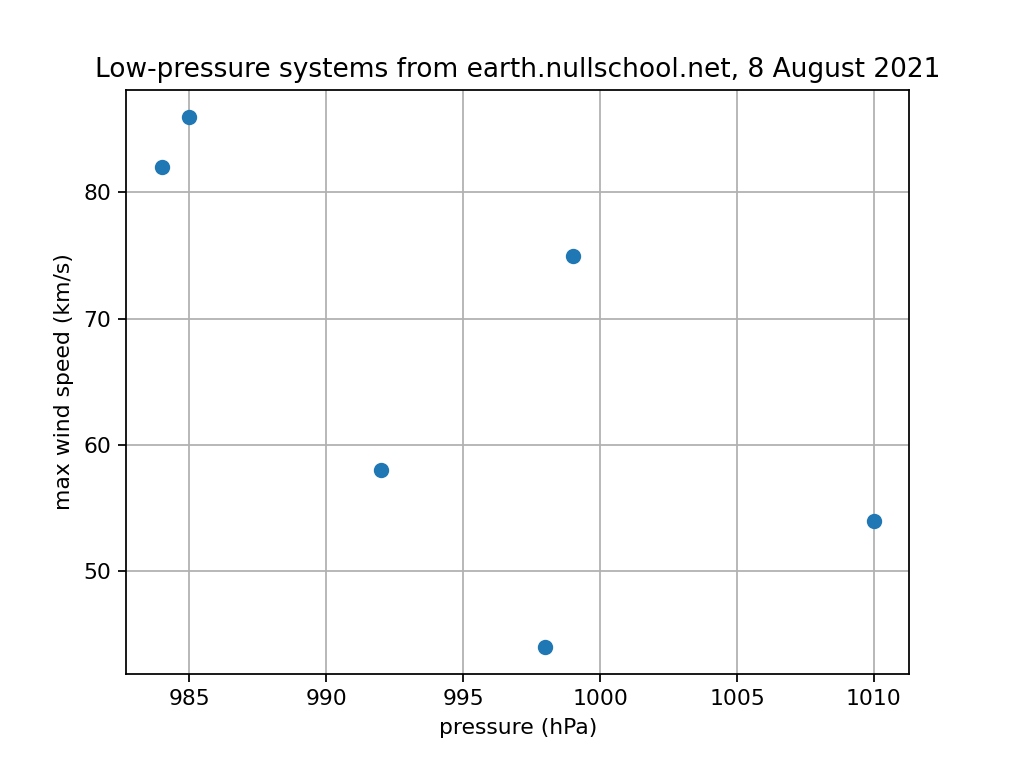 Low-pressure systems from earth.nullschool.net, 8 August 2021
max wind speed (km/s)
80
70
60
50
985 990 995 1000 1005 1010
pressure (hPa)